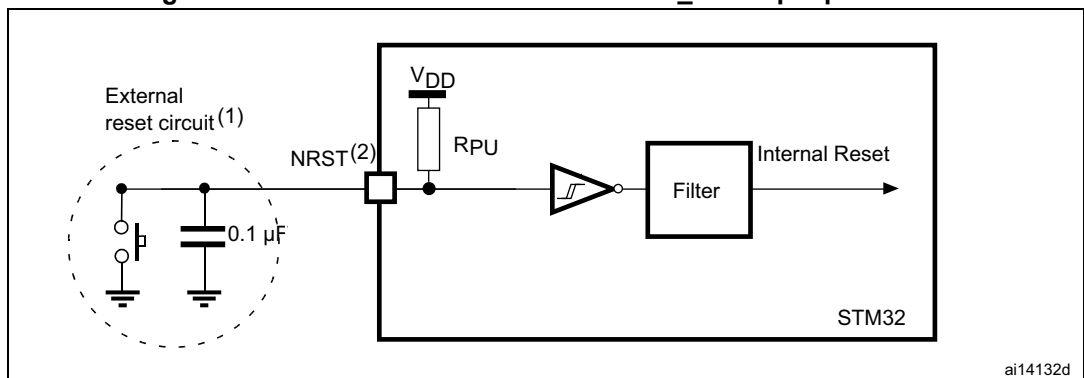 External
reset circuit(1)
NRST(2)
VDD
RPU
0.1 µF
Filter
Internal Reset
STM32
ai14132d